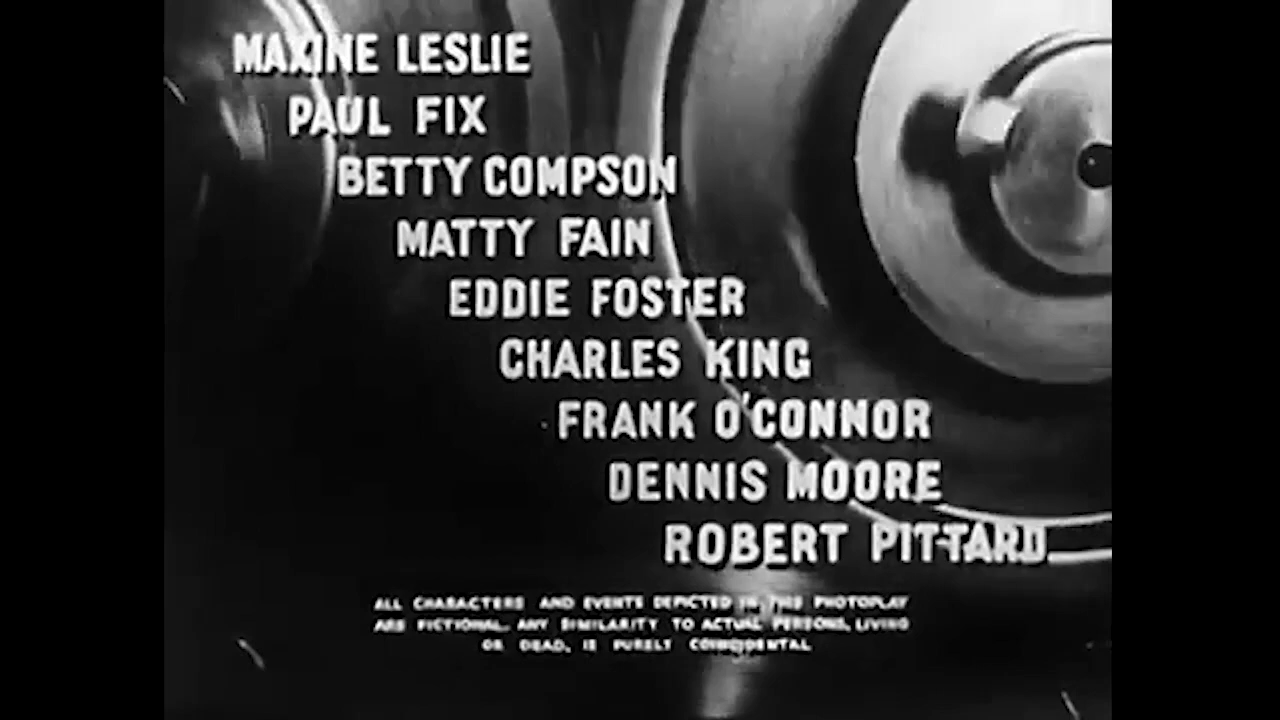 MAXINE LESLIE
PAUL FIX
BETTY COMPSON
MATTY FAIN
EDDIE FOSTER
CHARLES KING
FRANK O'CONNOR
DENNIS MOORE
ROBERT PITTARD
ALL CHARACTERS AND EVENTS DEPICTED IN THIS PHOTOPLAY
ARE FICTIONAL. ANY SIMILARITY TO ACTUAL PERSONS, LIVING
OR DEAD, IS PURELY COINCIDENTAL